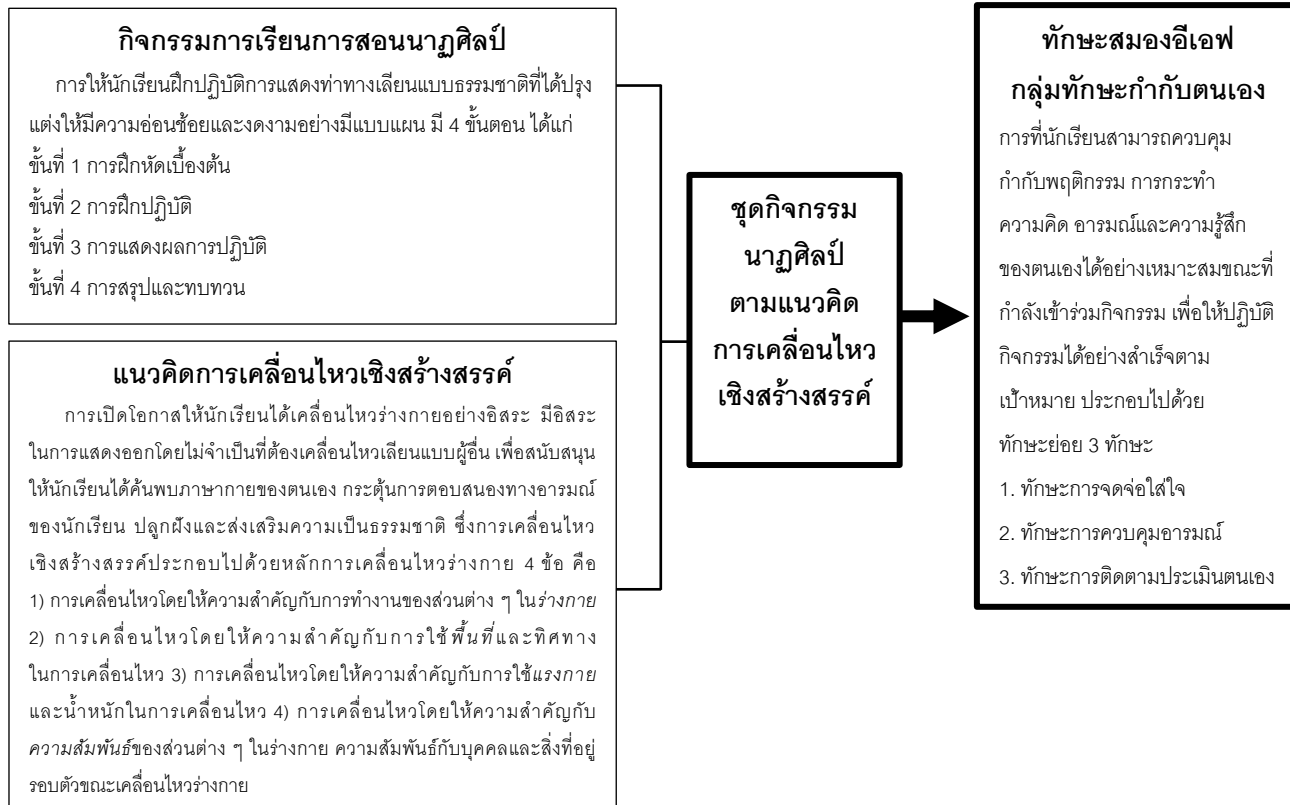 กิจกรรมการเรียนการสอนนาฏศิลป์
การให้นักเรียนฝึกปฏิบัติการแสดงท่าทางเลียนแบบธรรมชาติที่ได้ปรุง
แต่งให้มีความอ่อนช้อยและงดงามอย่างมีแบบแผน มี 4 ขั้นตอน ได้แก่
ขั้นที่ 1 การฝึกหัดเบื้องต้น
ขั้นที่ 2 การฝึกปฏิบัติ
ขั้นที่ 3 การแสดงผลการปฏิบัติ
ขั้นที่ 4 การสรุปและทบทวน
แนวคิดการเคลื่อนไหวเชิงสร้างสรรค์
การเปิดโอกาสให้นักเรียนได้เคลื่อนไหวร่างกายอย่างอิสระ มีอิสระ
ในการแสดงออกโดยไม่จำเป็นที่ต้องเคลื่อนไหวเลียนแบบผู้อื่น เพื่อสนับสนุน
ให้นักเรียนได้ค้นพบภาษากายของตนเอง กระตุ้นการตอบสนองทางอารมณ์
ของนักเรียน ปลูกฝังและส่งเสริมความเป็นธรรมชาติ ซึ่งการเคลื่อนไหว
เชิงสร้างสรรค์ประกอบไปด้วยหลักการเคลื่อนไหวร่างกาย 4 ข้อ คือ
1) การเคลื่อนไหวโดยให้ความสำคัญกับการทำงานของส่วนต่าง ๆ ในร่างกาย
2) การเคลื่อนไหวโดยให้ความสำคัญกับการใช้พื้นที่และทิศทาง
ในการเคลื่อนไหว 3) การเคลื่อนไหวโดยให้ความสำคัญกับการใช้แรงกาย
และน้ำหนักในการเคลื่อนไหว 4) การเคลื่อนไหวโดยให้ความสำคัญกับ
ความสัมพันธ์ของส่วนต่าง ๆ ในร่างกาย ความสัมพันธ์กับบุคคลและสิ่งที่อยู่
รอบตัวขณะเคลื่อนไหวร่างกาย
ชุดกิจกรรม
นาฏศิลป์
ตามแนวคิด
การเคลื่อนไหว
เชิงสร้างสรรค์
ทักษะสมองอีเอฟ
กลุ่มทักษะกำกับตนเอง
การที่นักเรียนสามารถควบคุม
กำกับพฤติกรรม การกระทำ
ความคิด อารมณ์และความรู้สึก
ของตนเองได้อย่างเหมาะสมขณะที่
กำลังเข้าร่วมกิจกรรม เพื่อให้ปฏิบัติ
กิจกรรมได้อย่างสำเร็จตาม
เป้าหมาย ประกอบไปด้วย
ทักษะย่อย 3 ทักษะ
1. ทักษะการจดจ่อใส่ใจ
2. ทักษะการควบคุมอารมณ์
3. ทักษะการติดตามประเมินตนเอง